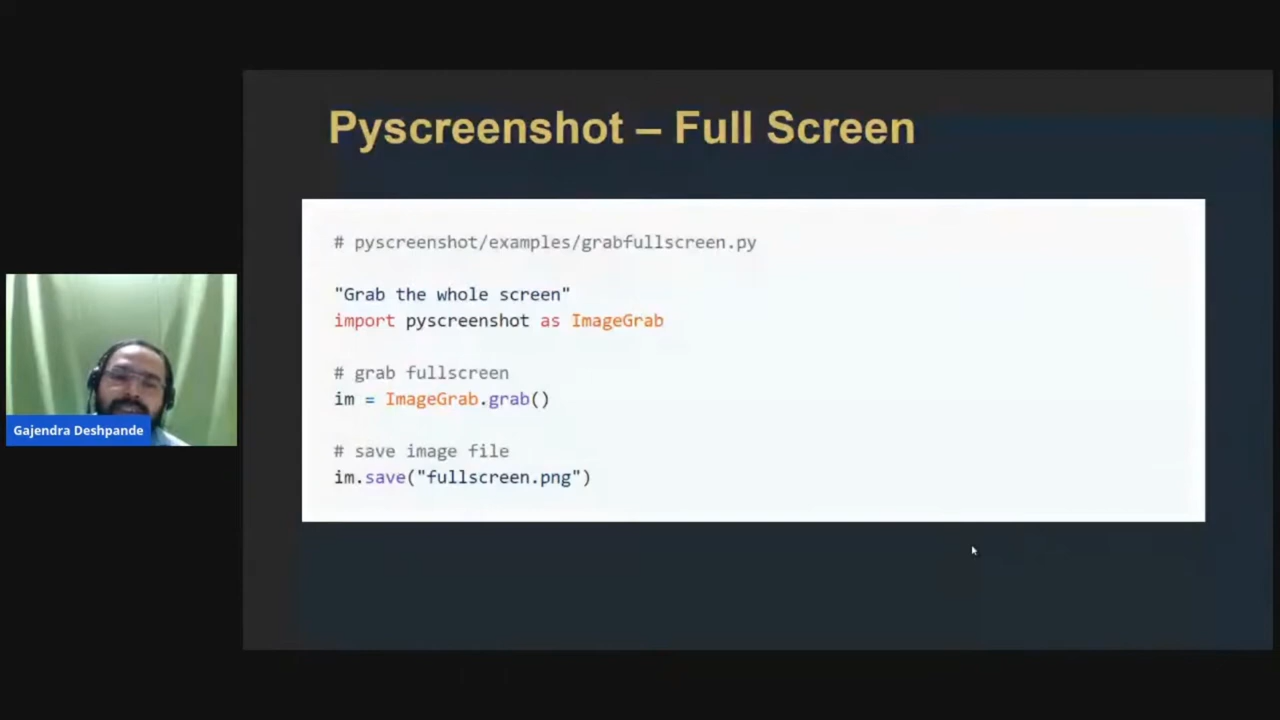 Pyscreenshot – Full Screen
# pyscreenshot/examples/grabfullscreen.py
"Grab the whole screen"
import pyscreenshot as ImageGrab
# grab fullscreen
im = ImageGrab.grab()
# save image file
im.save("fullscreen.png")
Gajendra Deshpande